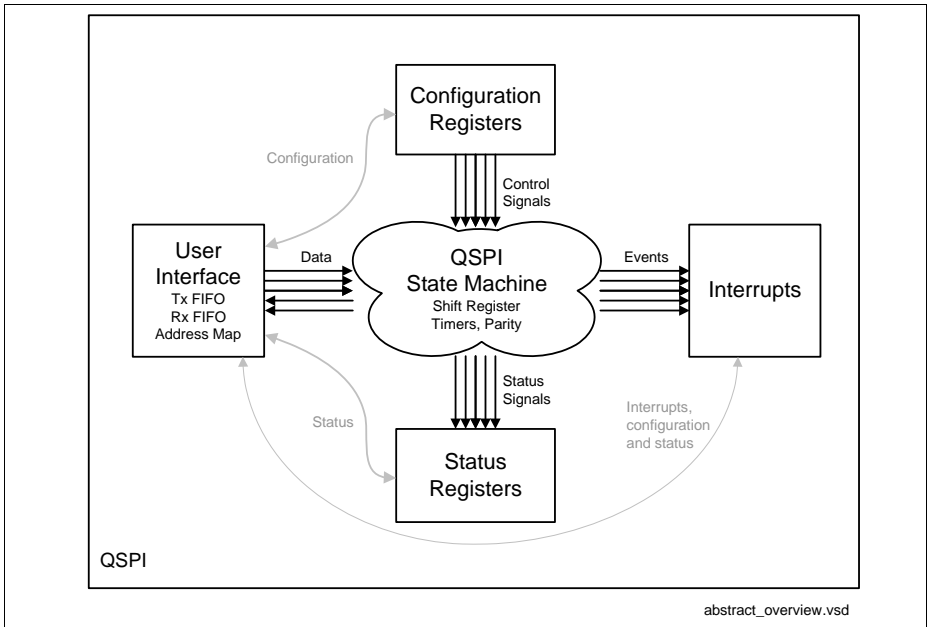 Configuration
Registers
Configuration
Control
Signals
User
Interface
Tx FIFO
Rx FIFO
Address Map
Data
QSPI
State Machine
Shift Register
Timers, Parity
Events
Interrupts
Status
Signals
Status
Interrupts,
configuration
and status
Status
Registers
QSPI
abstract_overview.vsd